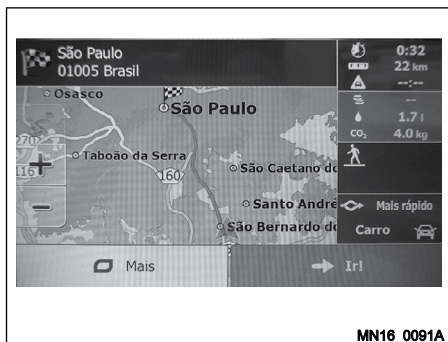 São Paulo
01005 Brasil
0:32
22 km
--:--
--
1.7 l
CO₂ 4.0 kg
Mais rápido
Carro
Osasco
São Paulo
Taboão da Serra
160
116
São Caetano do
Santo André
São Bernardo do
+
-
Mais
Ir!
MN16 0091A